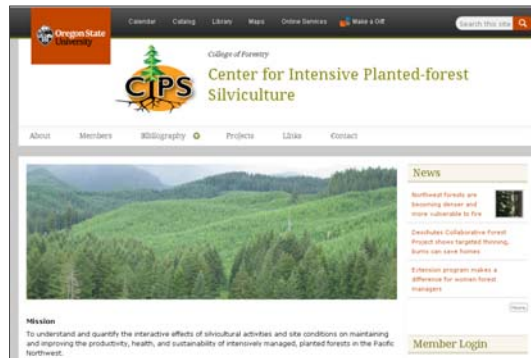 Oregon State
University
Calendar Catalog Library Maps Online Services Make a Gift
Search this site
College of Forestry
CIPS
Center for Intensive Planted-forest
Silviculture
About Members Bibliography Projects Links Contact
News
Northwest forests are
becoming denser and
more vulnerable to fire
Deschutes Collaborative Forest
Project shows targeted thinning,
burns can save homes
Extension program makes a
difference for women forest
managers
Mission
To understand and quantify the interactive effects of silvicultural activities and site conditions on maintaining
and improving the productivity, health, and sustainability of intensively managed, planted forests in the Pacific
Northwest.
Member Login